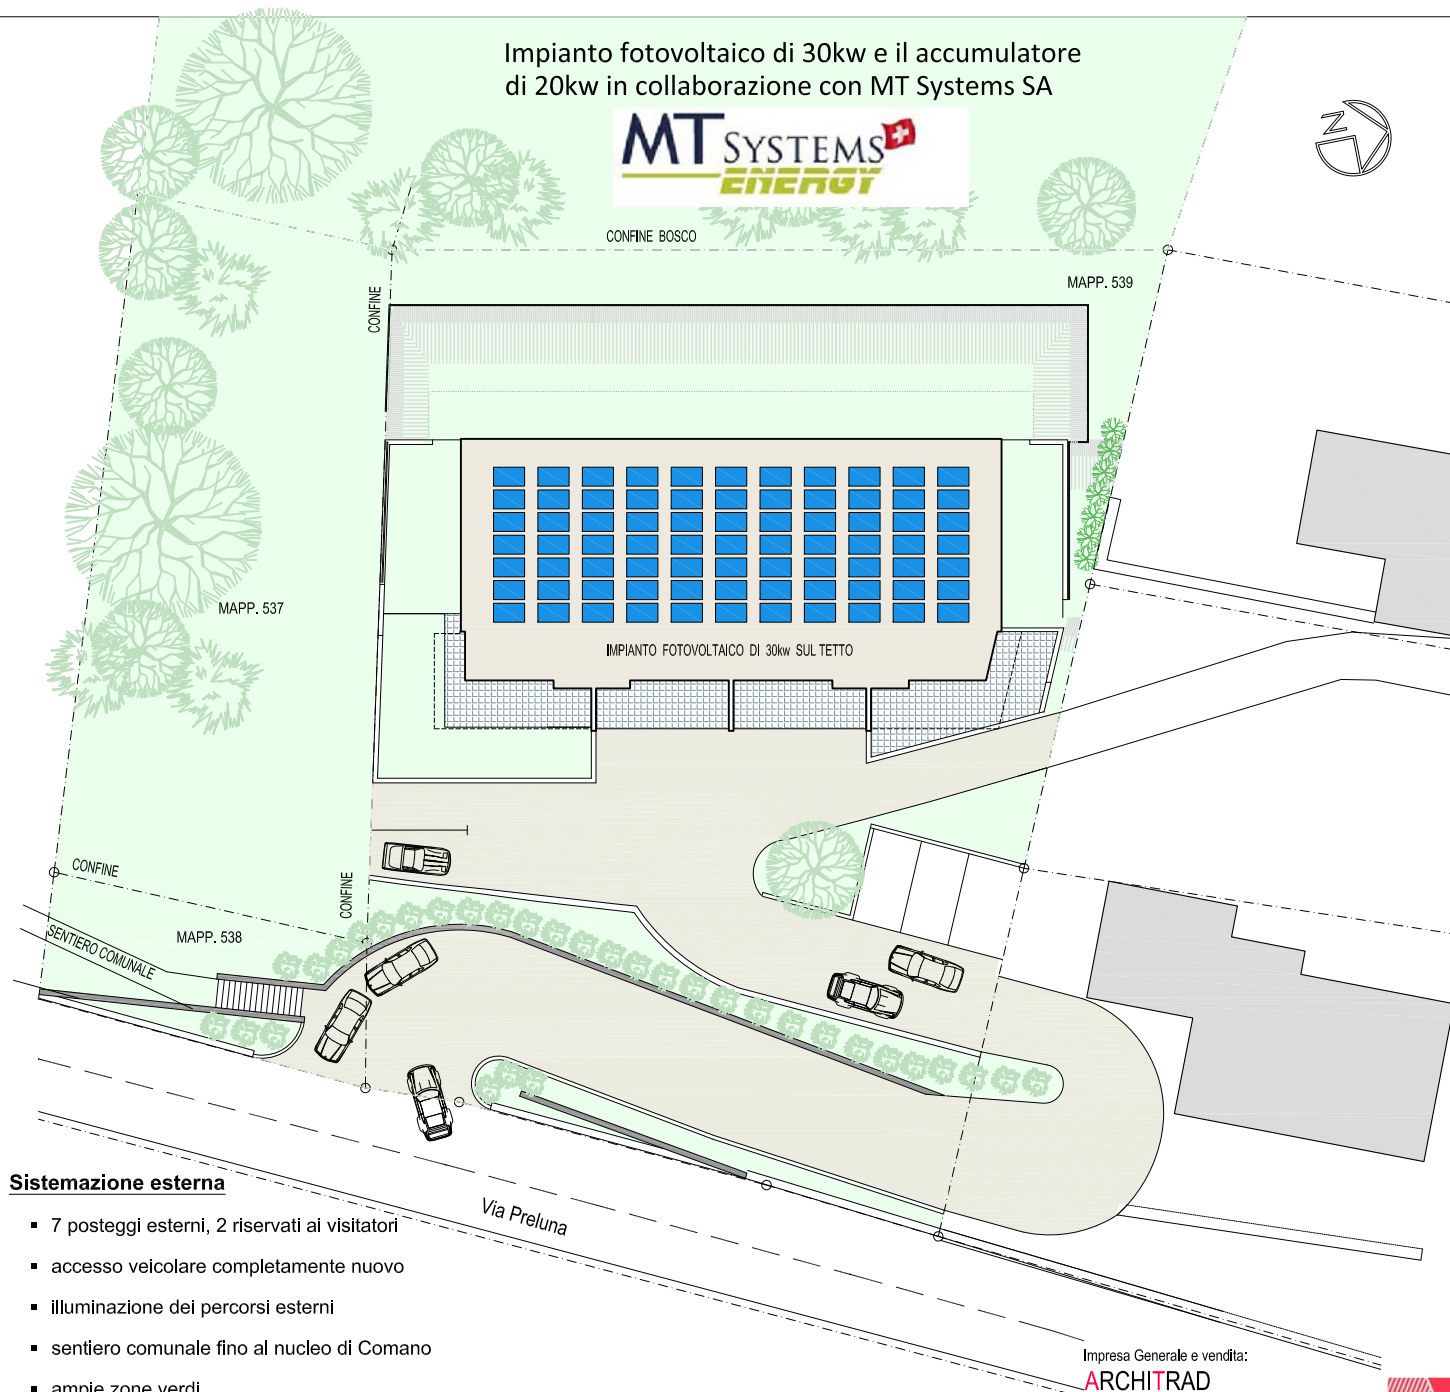 Impianto fotovoltaico di 30kw e il accumulatore
di 20kw in collaborazione con MT Systems SA
MT SYSTEMS
ENERGY
N
CONFINE BOSCO
MAPP. 539
CONFINE
MAPP. 537
IMPIANTO FOTOVOLTAICO DI 30kw SUL TETTO
CONFINE
CONFINE
MAPP. 538
SENTIERO COMUNALE
Via Preluna
Sistemazione esterna
▪ 7 posteggi esterni, 2 riservati ai visitatori
▪ accesso veicolare completamente nuovo
▪ illuminazione dei percorsi esterni
▪ sentiero comunale fino al nucleo di Comano
▪ ampie zone verdi
Impresa Generale e vendita:
ARCHITRAD